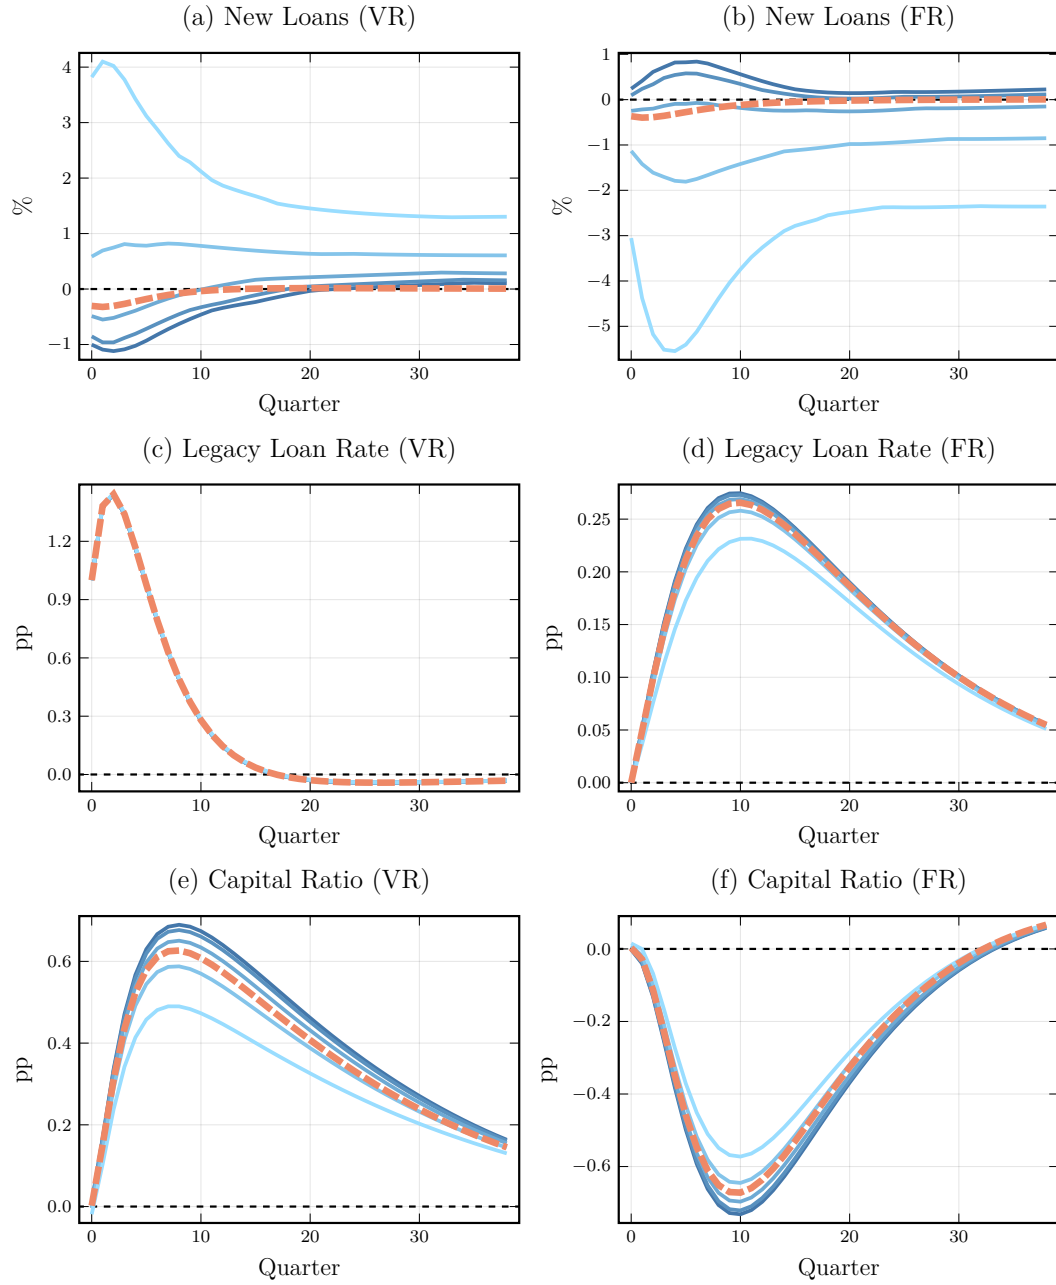 (a) New Loans (VR)
4
3
2
1
0
−1
%
0 10 20 30
Quarter
(b) New Loans (FR)
1
0
−1
−2
−3
−4
−5
%
0 10 20 30
Quarter
(c) Legacy Loan Rate (VR)
1.2
0.9
0.6
0.3
0.0
pp
0 10 20 30
Quarter
(d) Legacy Loan Rate (FR)
0.25
0.20
0.15
0.10
0.05
0.00
pp
0 10 20 30
Quarter
(e) Capital Ratio (VR)
0.6
0.4
0.2
0.0
pp
0 10 20 30
Quarter
(f) Capital Ratio (FR)
0.0
−0.2
−0.4
−0.6
pp
0 10 20 30
Quarter